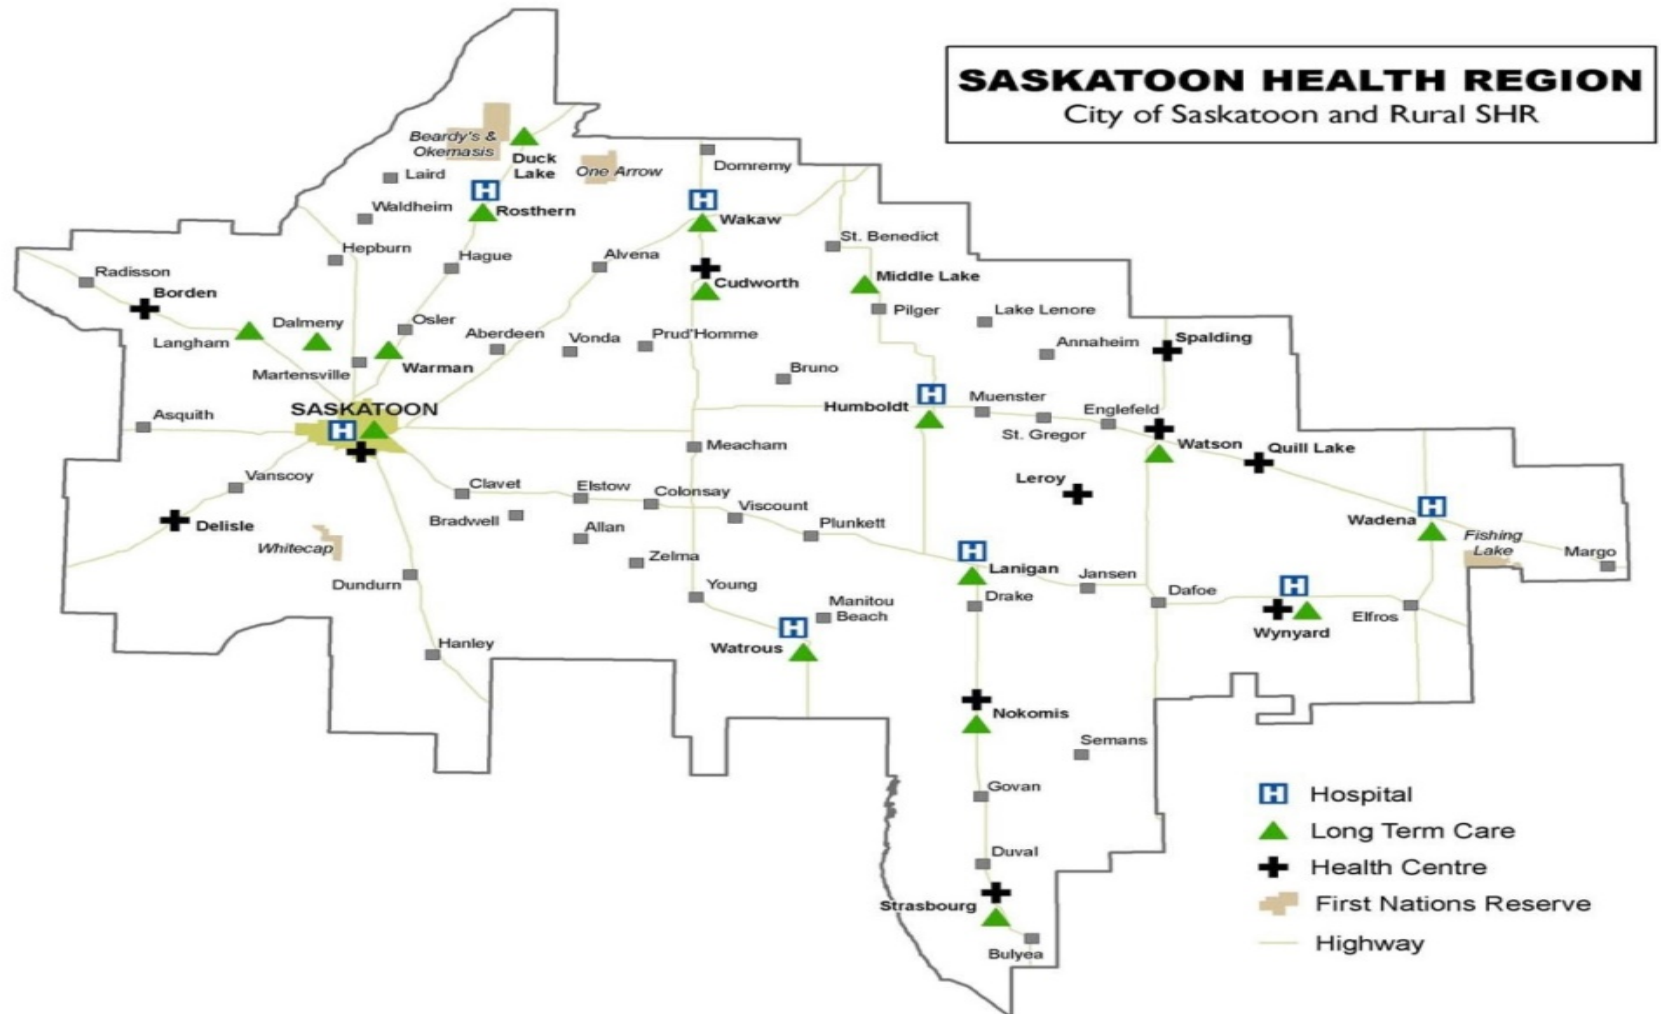 SASKATOON HEALTH REGION
City of Saskatoon and Rural SHR
Beardy's &
Okemasis
Duck
Lake
One Arrow
Domremy
Laird
Waldheim
Rosthern
H
H
Wakaw
St. Benedict
Hepburn
Hague
Alvena
Radisson
Borden
Cudworth
Middle Lake
Pilger
Lake Lenore
Dalmeny
Osler
Langham
Aberdeen
Vonda
Prud'Homme
Annaheim
Spalding
Martensville
Warman
Bruno
H
Humboldt
Muenster
SASKATOON
H
Asquith
St. Gregor
Englefeld
Watson
Quill Lake
Meacham
Vanscoy
Clavet
Elstow
Colonsay
Viscount
Leroy
Delisle
Bradwell
Allan
Plunkett
H
Wadena
Fishing
Lake
Margo
Whitecap
Zelma
H
Lanigan
Dundurn
Young
Drake
Jansen
Dafoe
H
Wynyard
Elfros
Manitou
Beach
H
Watrous
Hanley
Nokomis
Semans
Govan
Duval
Strasbourg
Bulyea
H Hospital
Long Term Care
Health Centre
First Nations Reserve
Highway